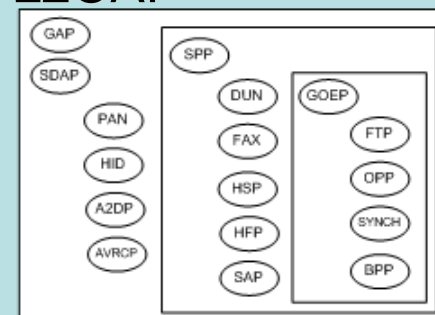 GAP
SDAP
PAN
HID
A2DP
AVRCP
SPP
DUN
FAX
HSP
HFP
SAP
GOEP
FTP
OPP
SYNCH
BPP